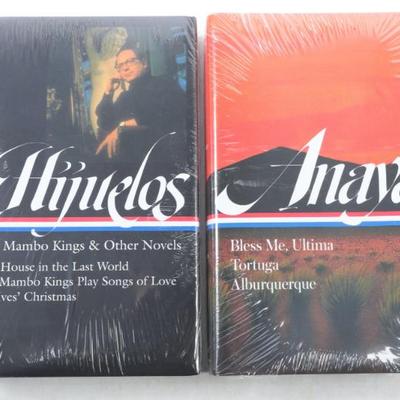 Hijuelos
Mambo Kings & Other Novels
House in the Last World
Mambo Kings Play Songs of Love
ves' Christmas
Anaya
Bless Me, Ultima
Tortuga
Alburquerque